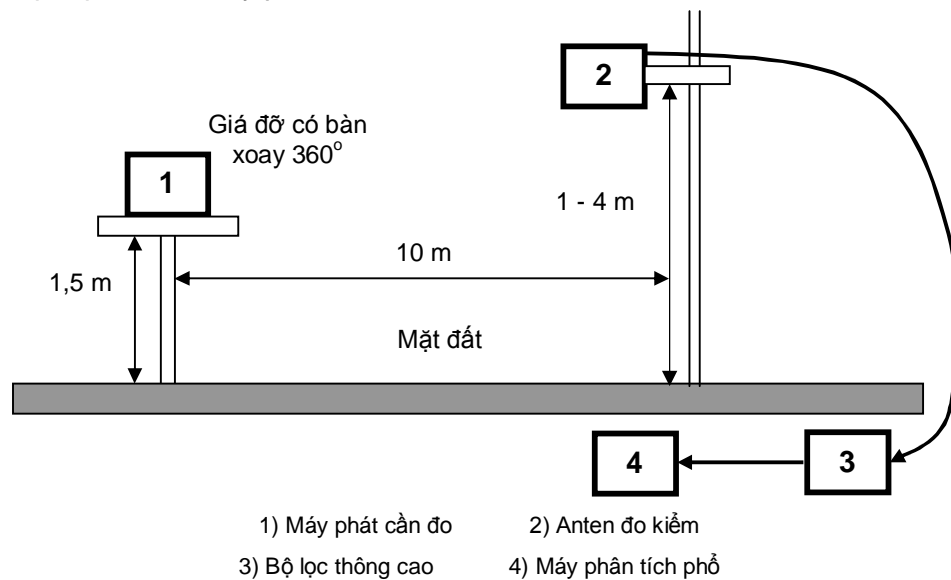 2
Giá đỡ có bàn
xoay 360°
1
1 - 4 m
10 m
1,5 m
Mặt đất
4
3
1) Máy phát cần đo 2) Anten đo kiểm
3) Bộ lọc thông cao 4) Máy phân tích phổ